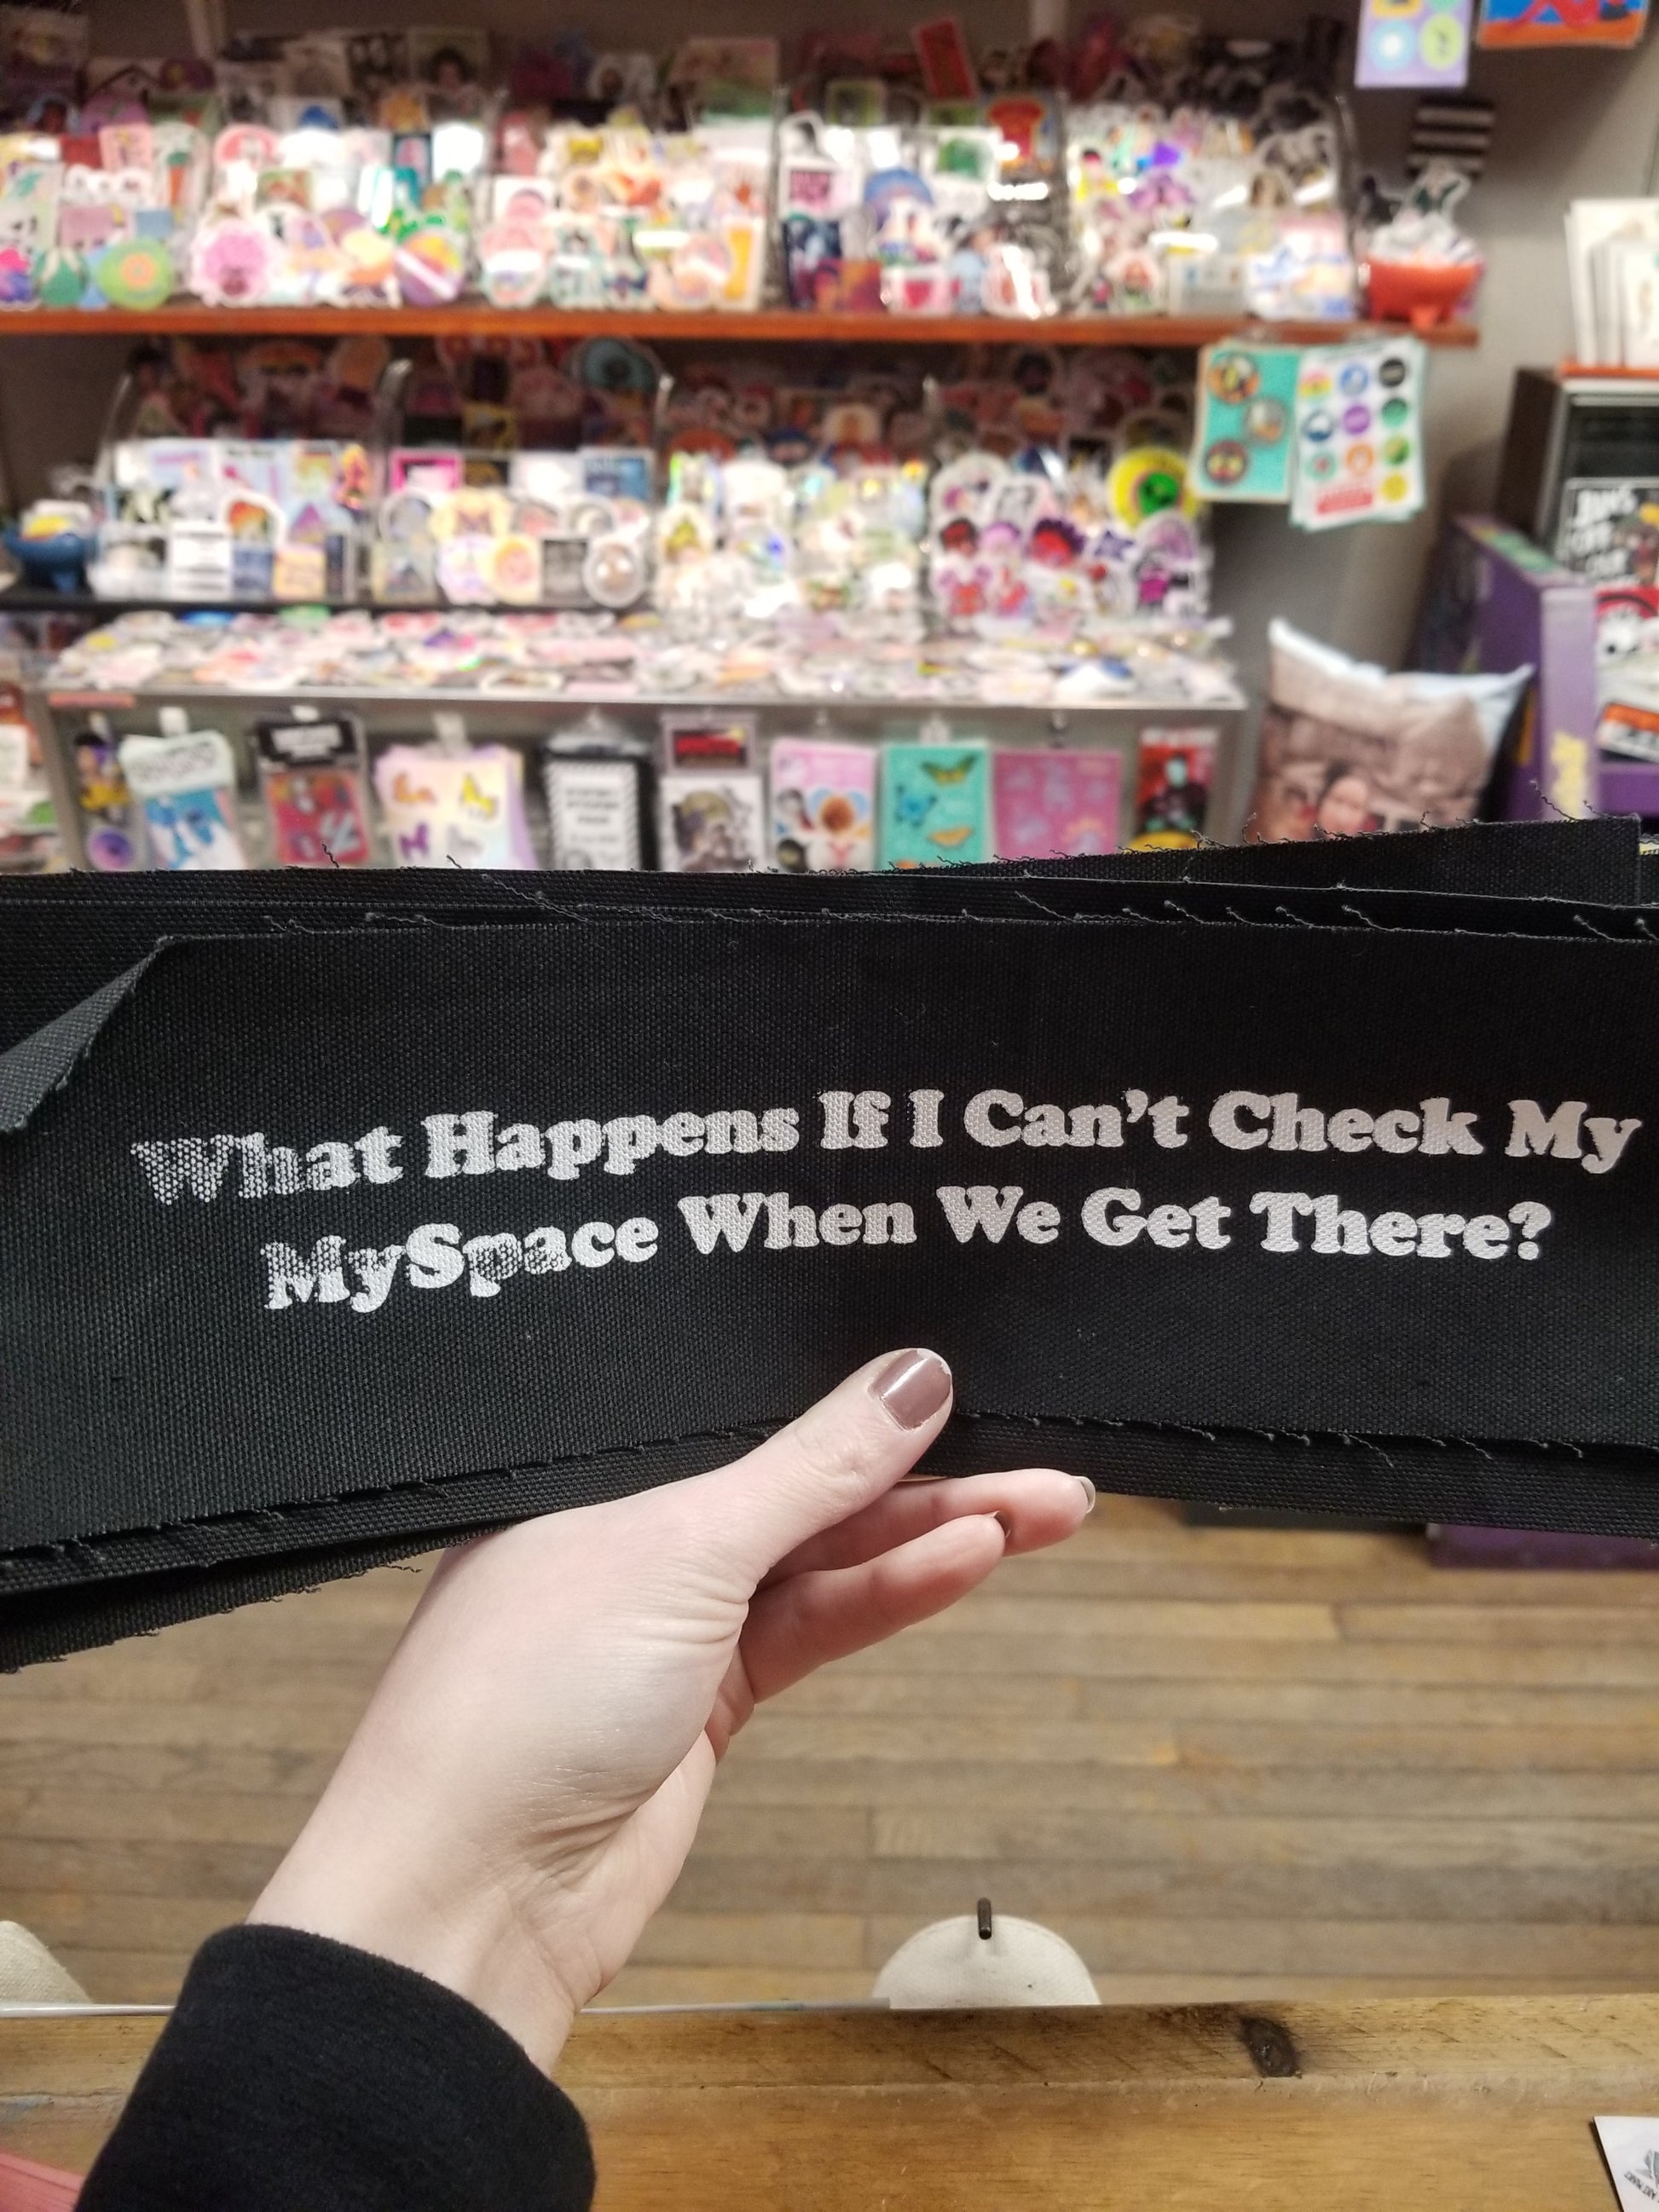 What Happens If I Can't Check My
MySpace When We Get There?